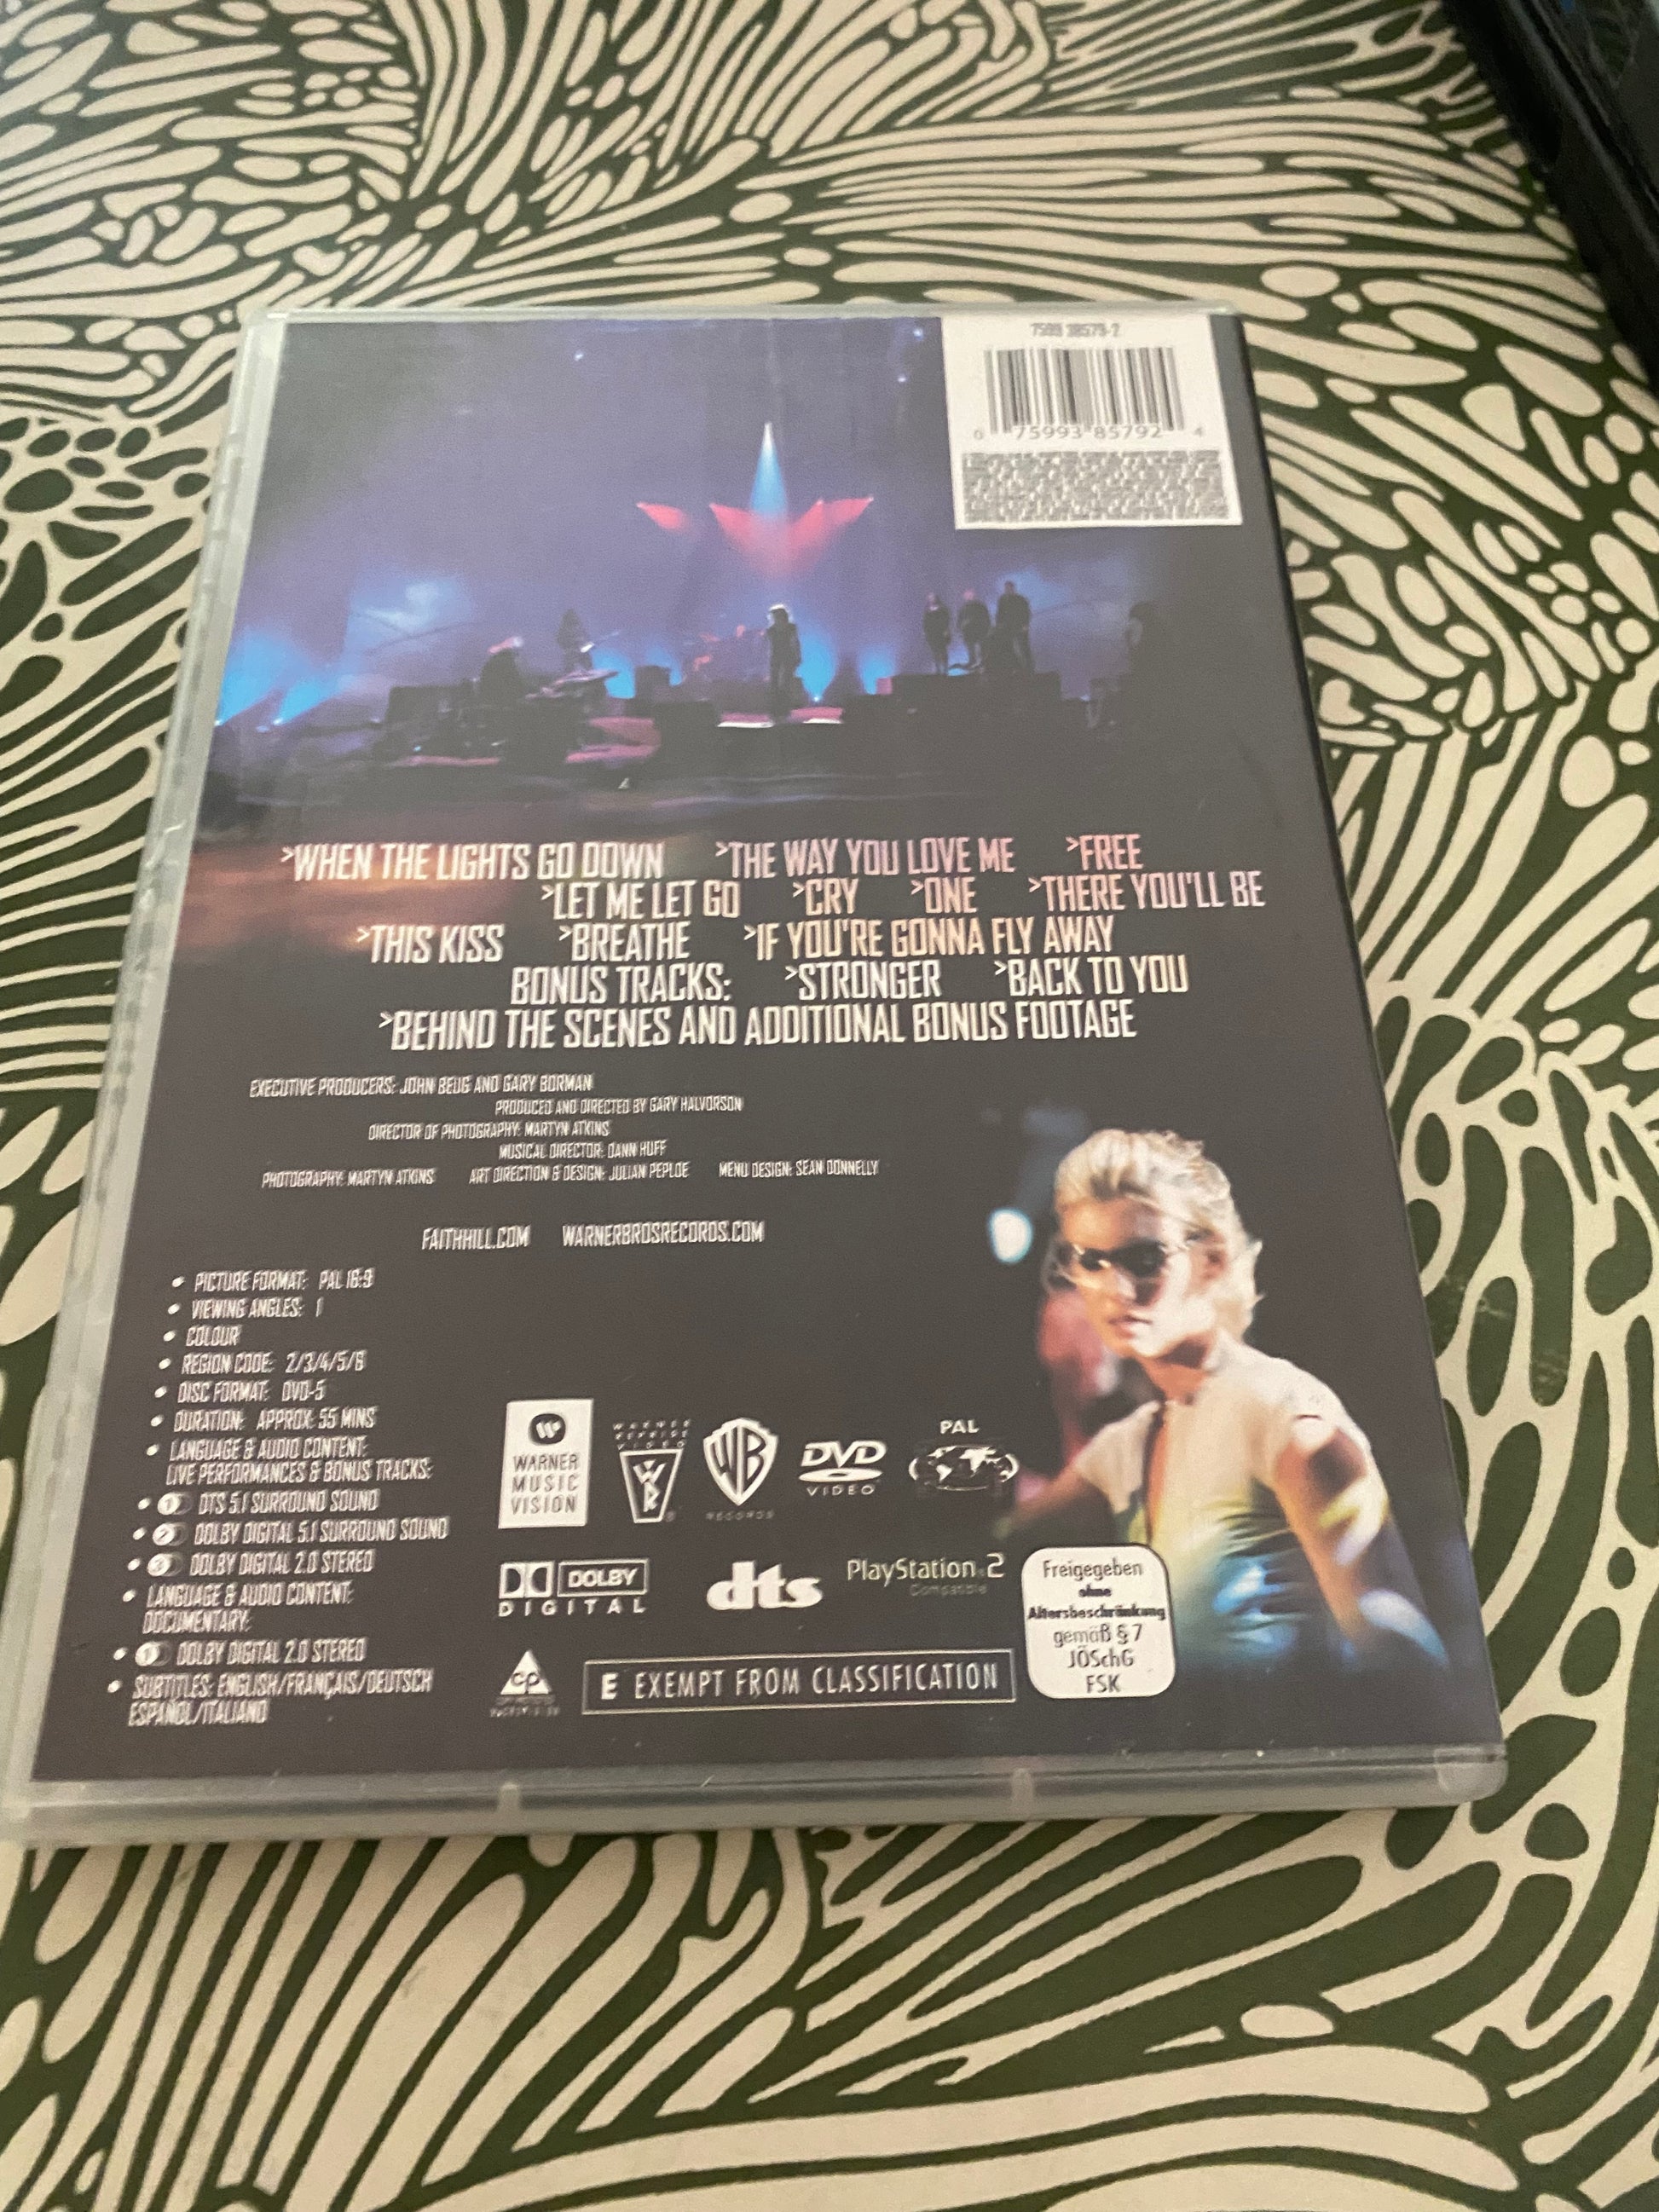 7599 38579-2
0 75993 85792 4
>WHEN THE LIGHTS GO DOWN >THE WAY YOU LOVE ME >FREE
>LET ME LET GO >CRY >ONE >THERE YOU'LL BE
>THIS KISS >BREATHE >IF YOU'RE GONNA FLY AWAY
BONUS TRACKS: >STRONGER >BACK TO YOU
>BEHIND THE SCENES AND ADDITIONAL BONUS FOOTAGE
EXECUTIVE PRODUCERS: JOHN BEUG AND GARY BORMAN
PRODUCED AND DIRECTED BY GARY HALVORSON
DIRECTOR OF PHOTOGRAPHY: MARTYN ATKINS
MUSICAL DIRECTOR: DANN HUFF
PHOTOGRAPHY: MARTYN ATKINS ART DIRECTION & DESIGN: JULIAN PEPLOE MENU DESIGN: SEAN DONNELLY
FAITHHILL.COM WARNERBROSRECORDS.COM
• PICTURE FORMAT: PAL 16:9
• VIEWING ANGLES: 1
• COLOUR
• REGION CODE: 2/3/4/5/6
• DISC FORMAT: DVD-5
• DURATION: APPROX: 55 MINS
• LANGUAGE & AUDIO CONTENT:
LIVE PERFORMANCES & BONUS TRACKS:
• 1 DTS 5.1 SURROUND SOUND
• 2 DOLBY DIGITAL 5.1 SURROUND SOUND
• 3 DOLBY DIGITAL 2.0 STEREO
• LANGUAGE & AUDIO CONTENT:
DOCUMENTARY:
• 1 DOLBY DIGITAL 2.0 STEREO
• SUBTITLES: ENGLISH/FRANÇAIS/DEUTSCH
ESPAÑOL/ITALIANO
WARNER
MUSIC
VISION
WARNER
REPRISE
VIDEO
WRV
WB
RECORDS
DVD
VIDEO
PAL
DOLBY
DIGITAL
dts
PlayStation.2
Compatible
cp
E EXEMPT FROM CLASSIFICATION
Freigegeben
ohne
Altersbeschränkung
gemäß § 7
JÖSchG
FSK